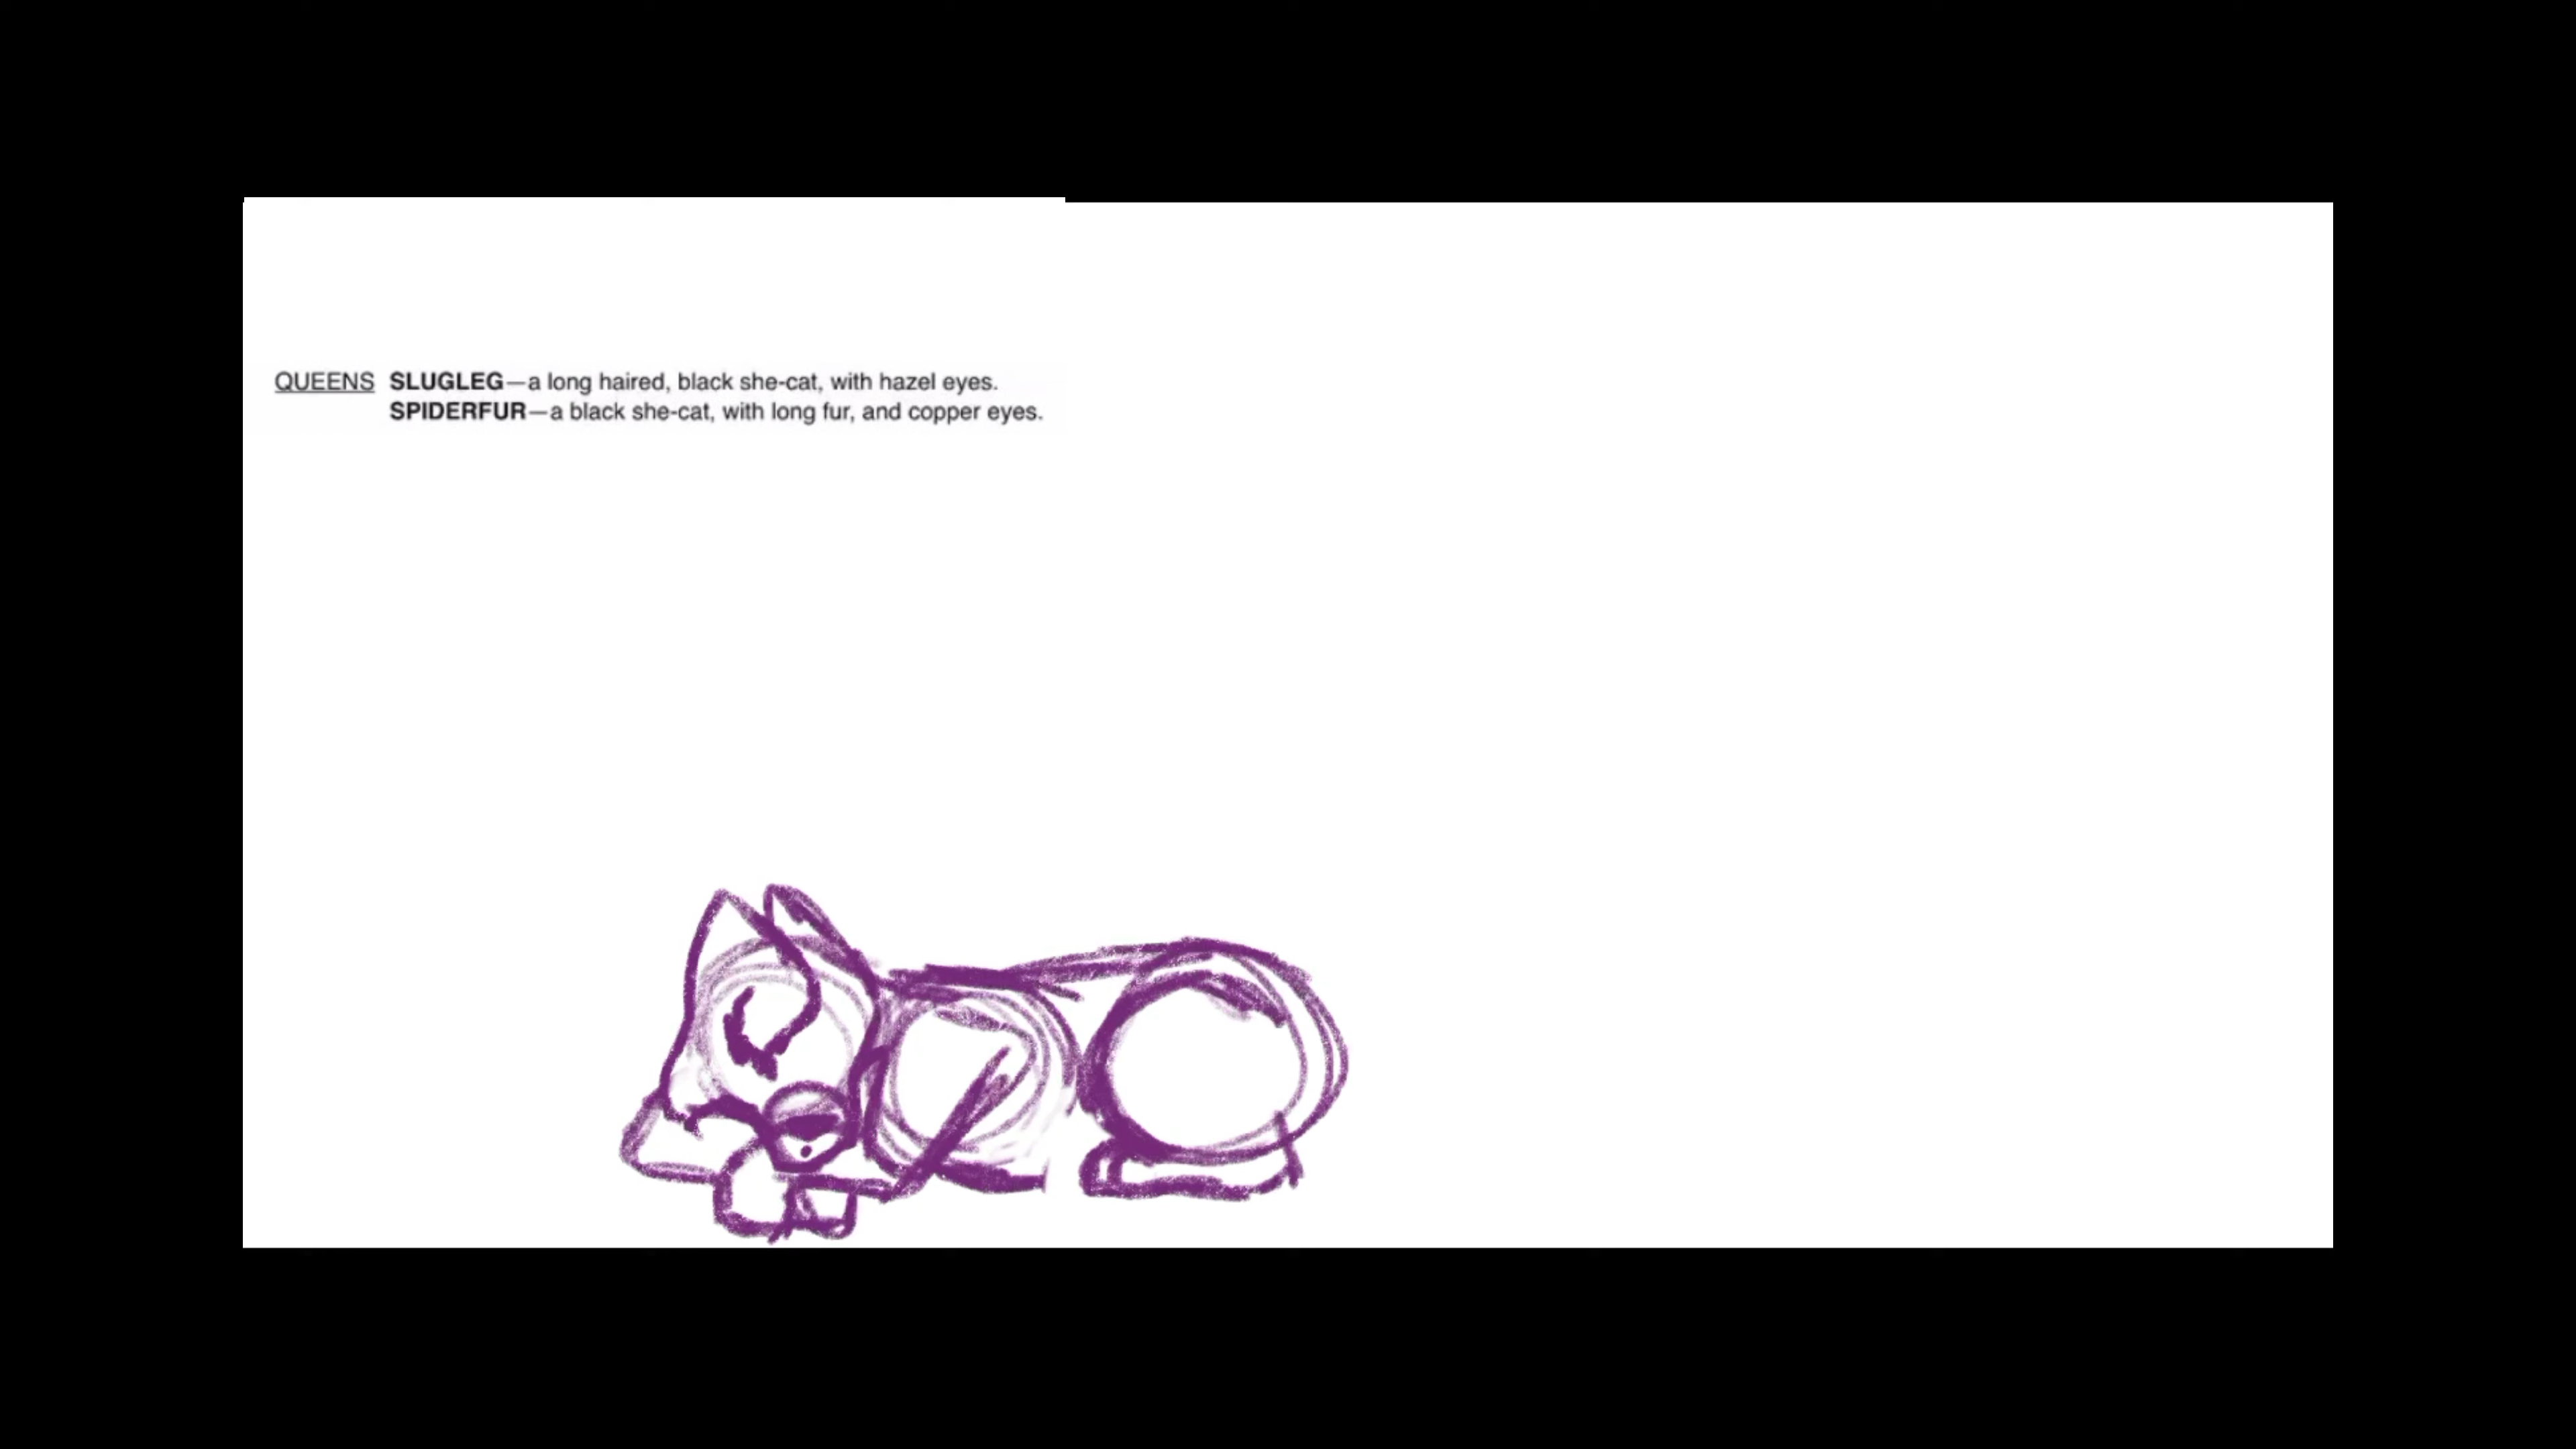 QUEENS SLUGLEG—a long haired, black she-cat, with hazel eyes.
SPIDERFUR—a black she-cat, with long fur, and copper eyes.